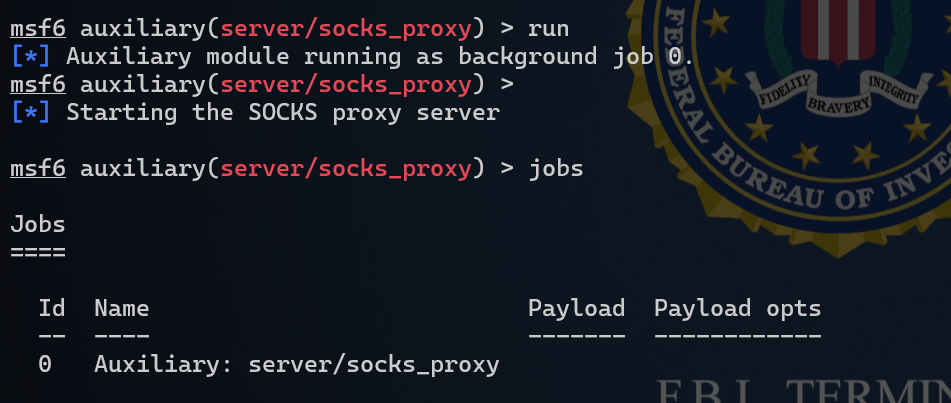 msf6 auxiliary(server/socks_proxy) > run
[*] Auxiliary module running as background job 0.
msf6 auxiliary(server/socks_proxy) >
[*] Starting the SOCKS proxy server
msf6 auxiliary(server/socks_proxy) > jobs
Jobs
====
Id Name Payload Payload opts
-- ---- ------- ------------
0 Auxiliary: server/socks_proxy
FIDELITY
BRAVERY
INTEGRITY
FEDERAL BUREAU OF
F.B.I.